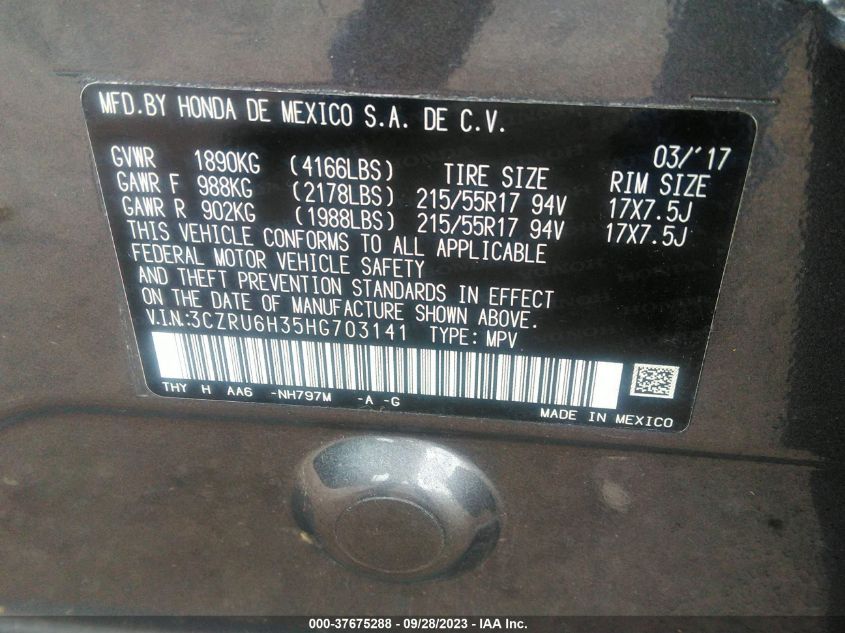 MFD.BY HONDA DE MEXICO S.A. DE C.V.
03/'17
GVWR 1890KG (4166LBS) TIRE SIZE RIM SIZE
GAWR F 988KG (2178LBS) 215/55R17 94V 17X7.5J
GAWR R 902KG (1988LBS) 215/55R17 94V 17X7.5J
THIS VEHICLE CONFORMS TO ALL APPLICABLE
FEDERAL MOTOR VEHICLE SAFETY
AND THEFT PREVENTION STANDARDS IN EFFECT
ON THE DATE OF MANUFACTURE SHOWN ABOVE.
V.I.N:3CZRU6H35HG703141 TYPE: MPV
THY H AA6 -NH797M -A -G
MADE IN MEXICO
000-37675288 - 09/28/2023 - IAA Inc.